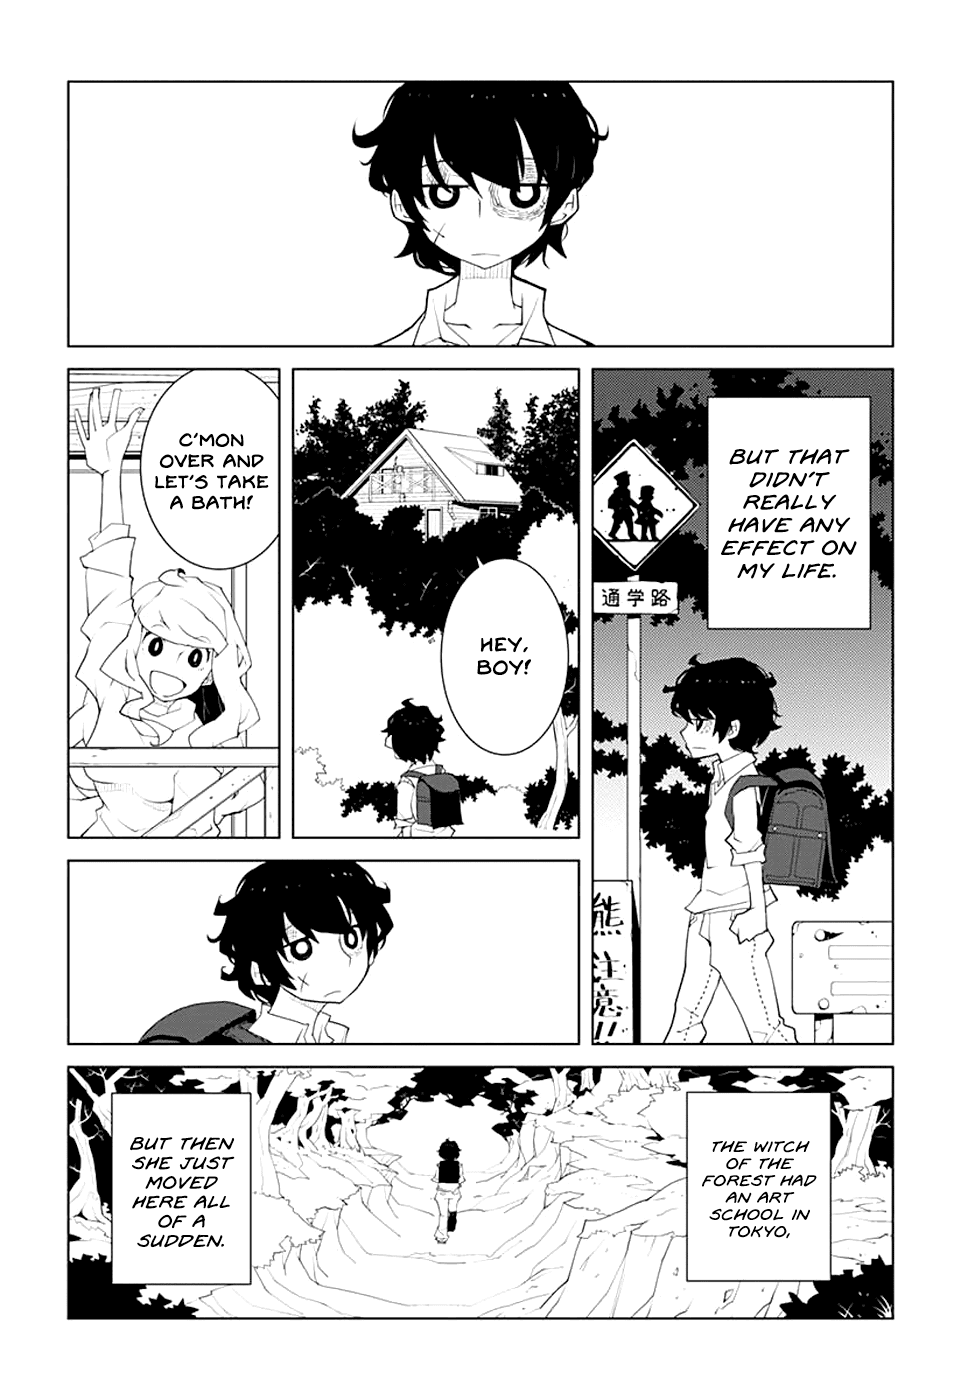 BUT THAT
DIDN'T
REALLY
HAVE ANY
EFFECT ON
MY LIFE.
通学路
熊
注
意
!!
HEY,
BOY!
C'MON
OVER AND
LET'S TAKE
A BATH!
THE WITCH
OF THE
FOREST HAD
AN ART
SCHOOL IN
TOKYO,
BUT THEN
SHE JUST
MOVED
HERE ALL
OF A
SUDDEN.